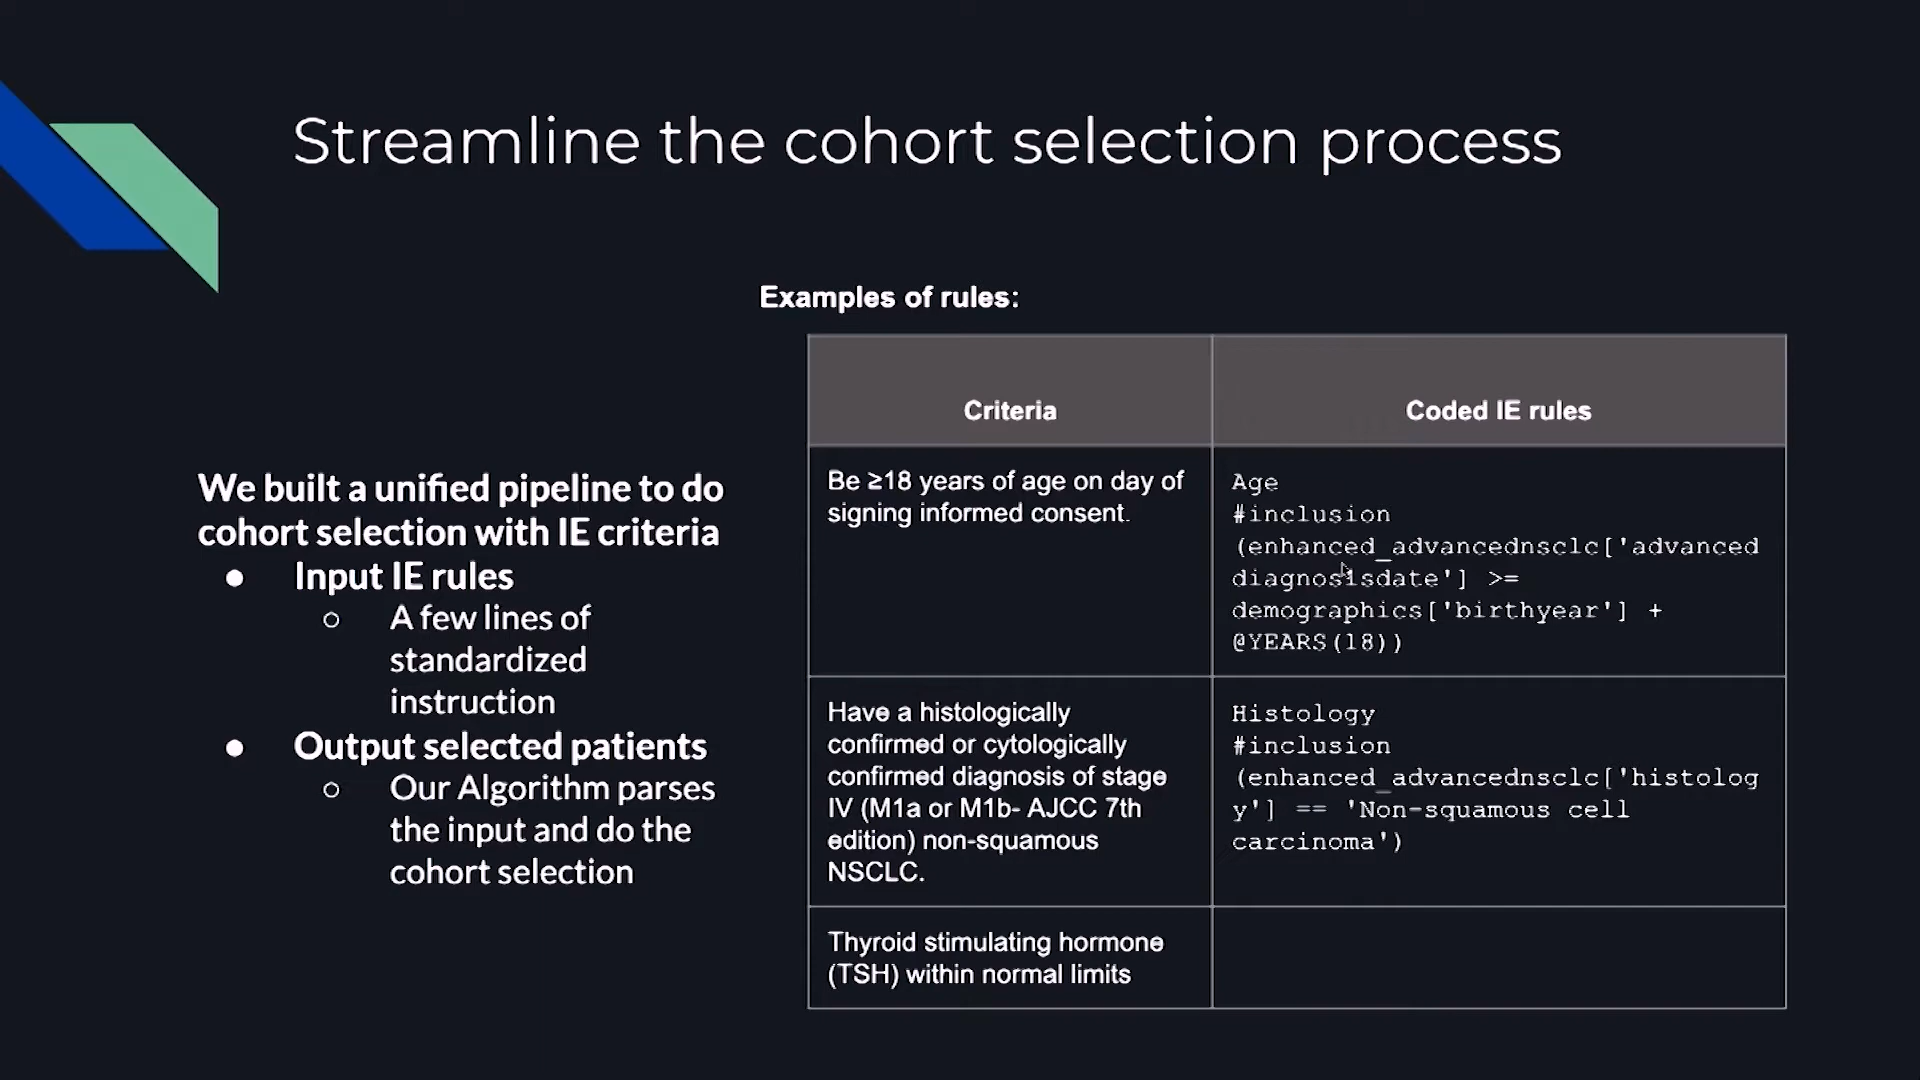 Streamline the cohort selection process
We built a unified pipeline to do
cohort selection with IE criteria
● Input IE rules
○ A few lines of
standardized
instruction
● Output selected patients
○ Our Algorithm parses
the input and do the
cohort selection
Examples of rules:
Criteria
Coded IE rules
Be ≥18 years of age on day of
signing informed consent.
Age
#inclusion
(enhanced_advancednsclc['advanced
diagnosisdate'] >=
demographics['birthyear'] +
@YEARS(18))
Have a histologically
confirmed or cytologically
confirmed diagnosis of stage
IV (M1a or M1b- AJCC 7th
edition) non-squamous
NSCLC.
Histology
#inclusion
(enhanced_advancednsclc['histolog
y'] == 'Non-squamous cell
carcinoma')
Thyroid stimulating hormone
(TSH) within normal limits